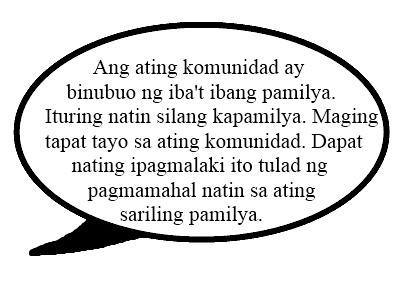 Ang ating komunidad ay
binubuo ng iba't ibang pamilya.
Ituring natin silang kapamilya. Maging
tapat tayo sa ating komunidad. Dapat
nating ipagmalaki ito tulad ng
pagmamahal natin sa ating
sariling pamilya.